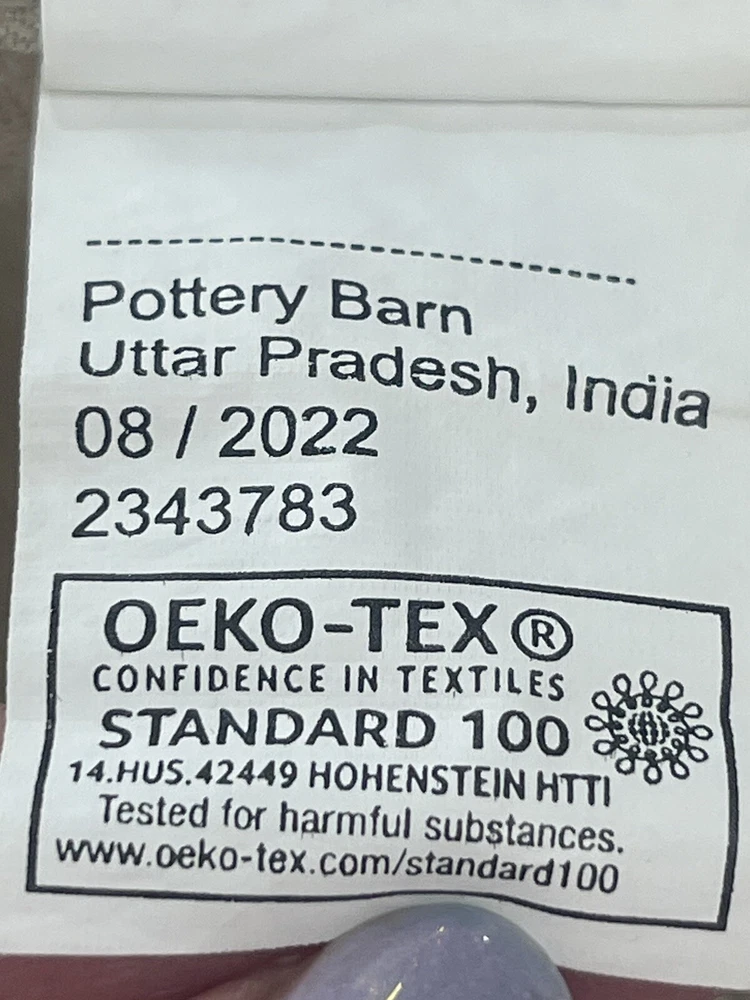 Pottery Barn
Uttar Pradesh, India
08 / 2022
2343783
OEKO-TEX®
CONFIDENCE IN TEXTILES
STANDARD 100
14.HUS.42449 HOHENSTEIN HTTI
Tested for harmful substances.
www.oeko-tex.com/standard100